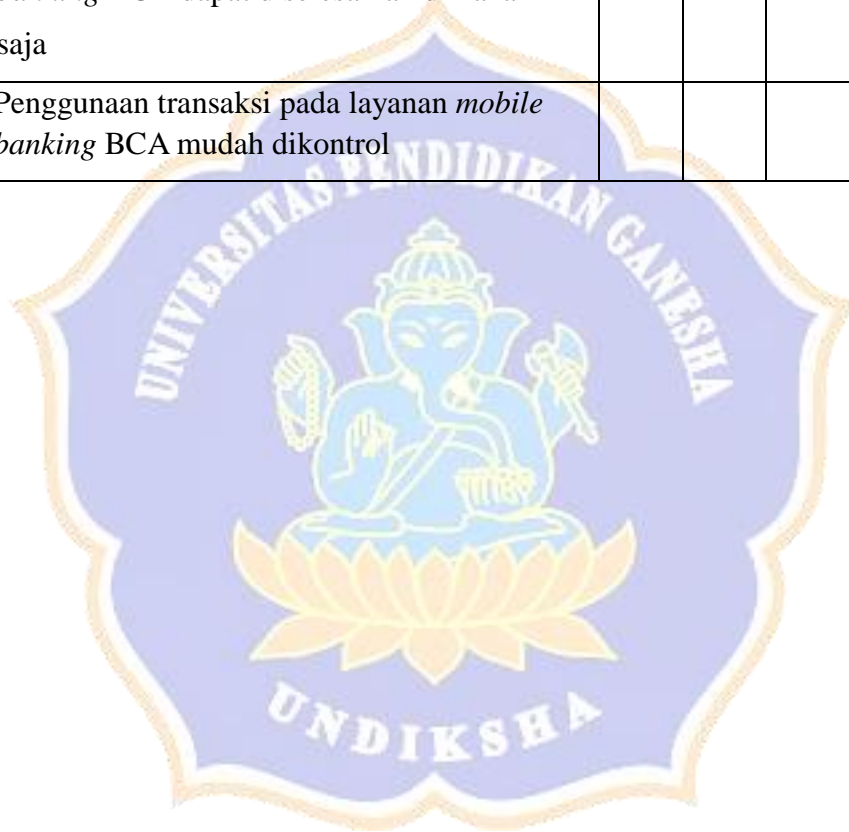 saja
Penggunaan transaksi pada layanan mobile
banking BCA mudah dikontrol
UNIVERSITAS PENDIDIKAN GANESHA
UNDIKSHA